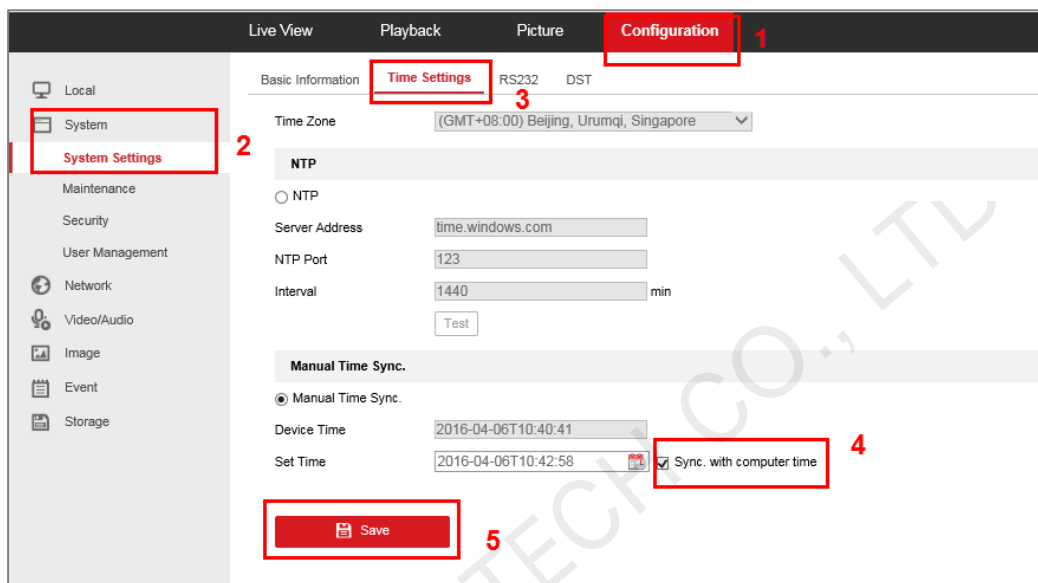 Live View Playback Picture Configuration 1
Basic Information Time Settings RS232 DST
3
Local
System
2
System Settings
Maintenance
Security
User Management
Network
Video/Audio
Image
Event
Storage
Time Zone (GMT+08:00) Beijing, Urumqi, Singapore
NTP
NTP
Server Address time.windows.com
NTP Port 123
Interval 1440 min
Test
Manual Time Sync.
Manual Time Sync.
Device Time 2016-04-06T10:40:41
Set Time 2016-04-06T10:42:58 Sync. with computer time 4
Save 5
TECH CO., LTD